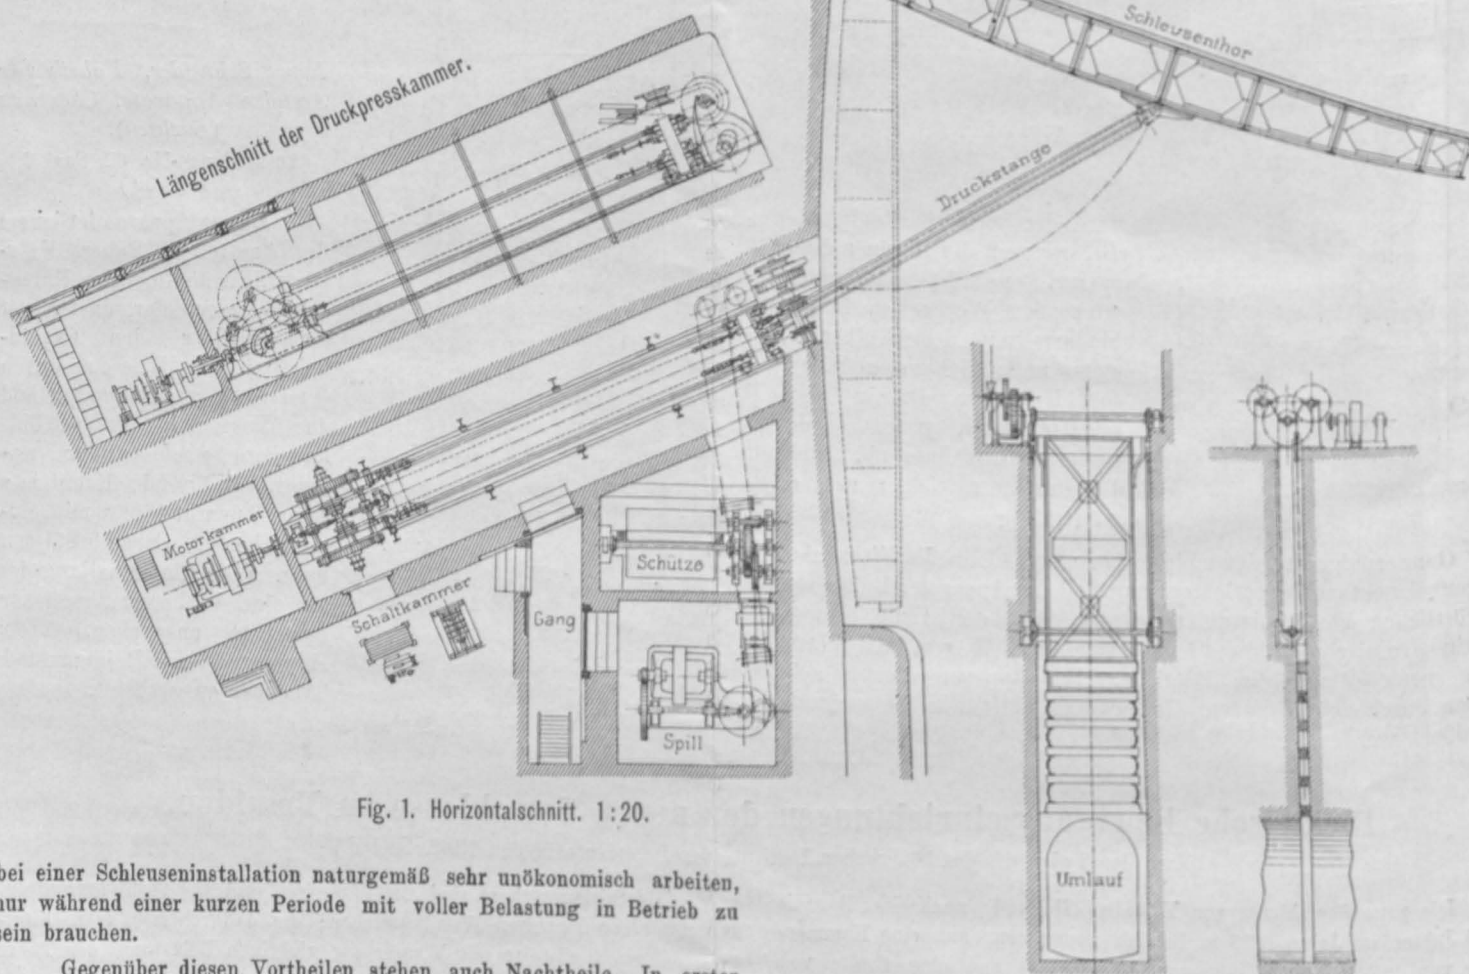 Schleusenthor
Längenschnitt der Druckpresskammer.
Druckstange
Motorkammer
Schaltkammer
Schütze
Gang
Spill
Umlauf
Fig. 1. Horizontalschnitt. 1:20.
bei einer Schleuseninstallation naturgemäß sehr unökonomisch arbeiten,
nur während einer kurzen Periode mit voller Belastung in Betrieb zu
sein brauchen.
Gegenüber diesen Vortheilen stehen auch Nachtheile. In erster